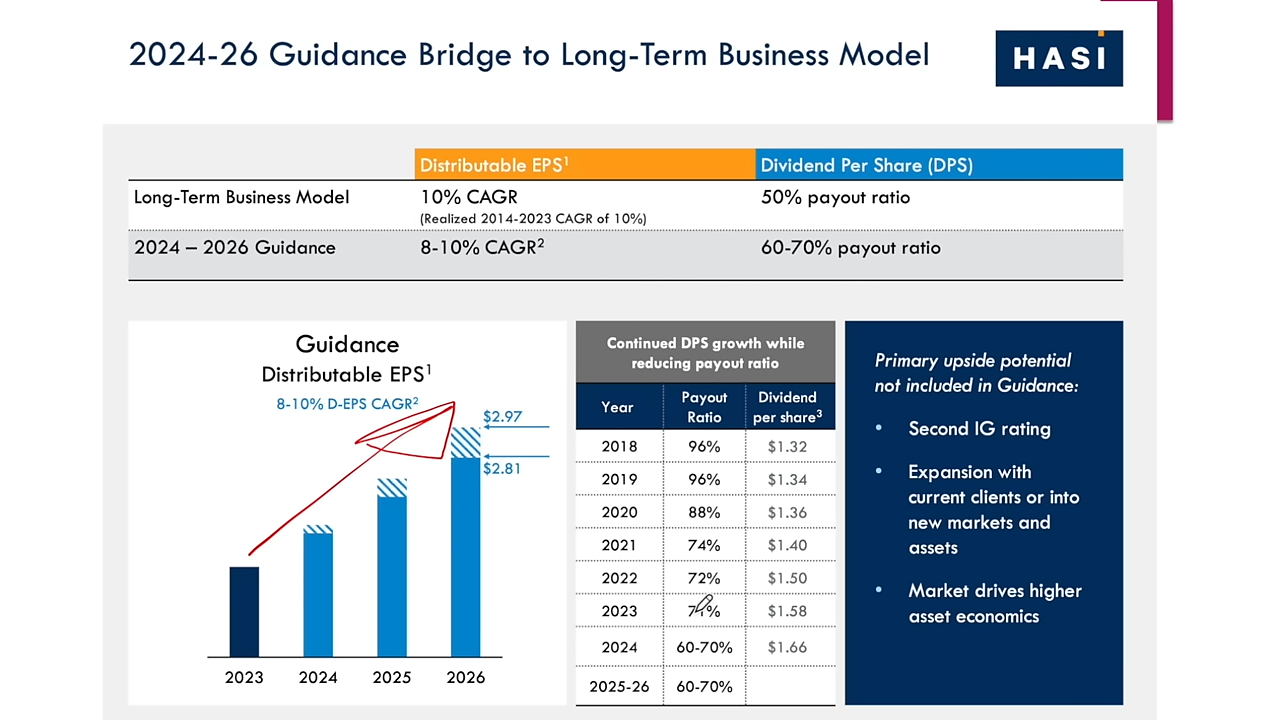 2024-26 Guidance Bridge to Long-Term Business Model
HASI
Distributable EPS¹ Dividend Per Share (DPS)
Long-Term Business Model 10% CAGR 50% payout ratio
(Realized 2014-2023 CAGR of 10%)
2024 – 2026 Guidance 8-10% CAGR² 60-70% payout ratio
Guidance
Distributable EPS¹
8-10% D-EPS CAGR²
$2.97
$2.81
2023 2024 2025 2026
Continued DPS growth while
reducing payout ratio
Year Payout Ratio Dividend per share³
2018 96% $1.32
2019 96% $1.34
2020 88% $1.36
2021 74% $1.40
2022 72% $1.50
2023 $1.58
2024 60-70% $1.66
2025-26 60-70%
Primary upside potential
not included in Guidance:
• Second IG rating
• Expansion with
current clients or into
new markets and
assets
• Market drives higher
asset economics